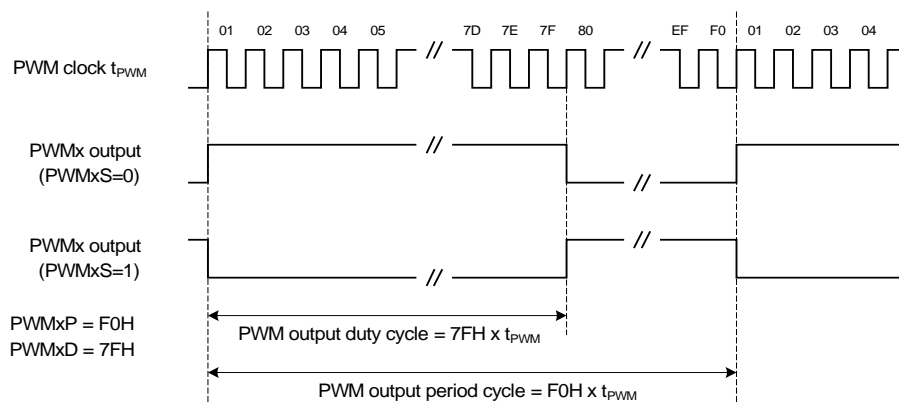 01 02 03 04 05 7D 7E 7F 80 EF F0 01 02 03 04
PWM clock tPWM
PWMx output
(PWMxS=0)
PWMx output
(PWMxS=1)
PWMxP = F0H
PWMxD = 7FH
PWM output duty cycle = 7FH x tPWM
PWM output period cycle = F0H x tPWM